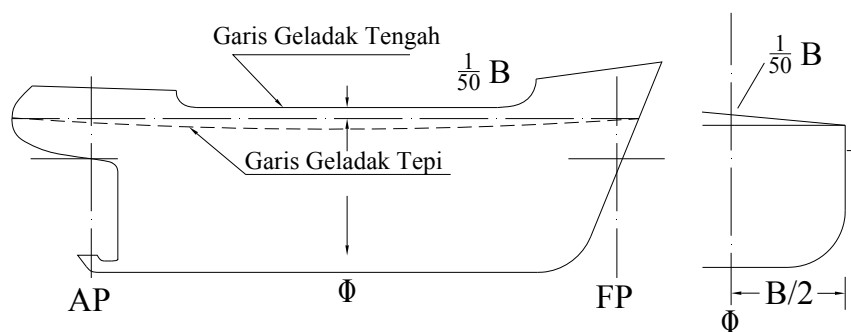 Garis Geladak Tengah
1/50 B
Garis Geladak Tepi
AP
Φ
FP
1/50 B
B/2
Φ